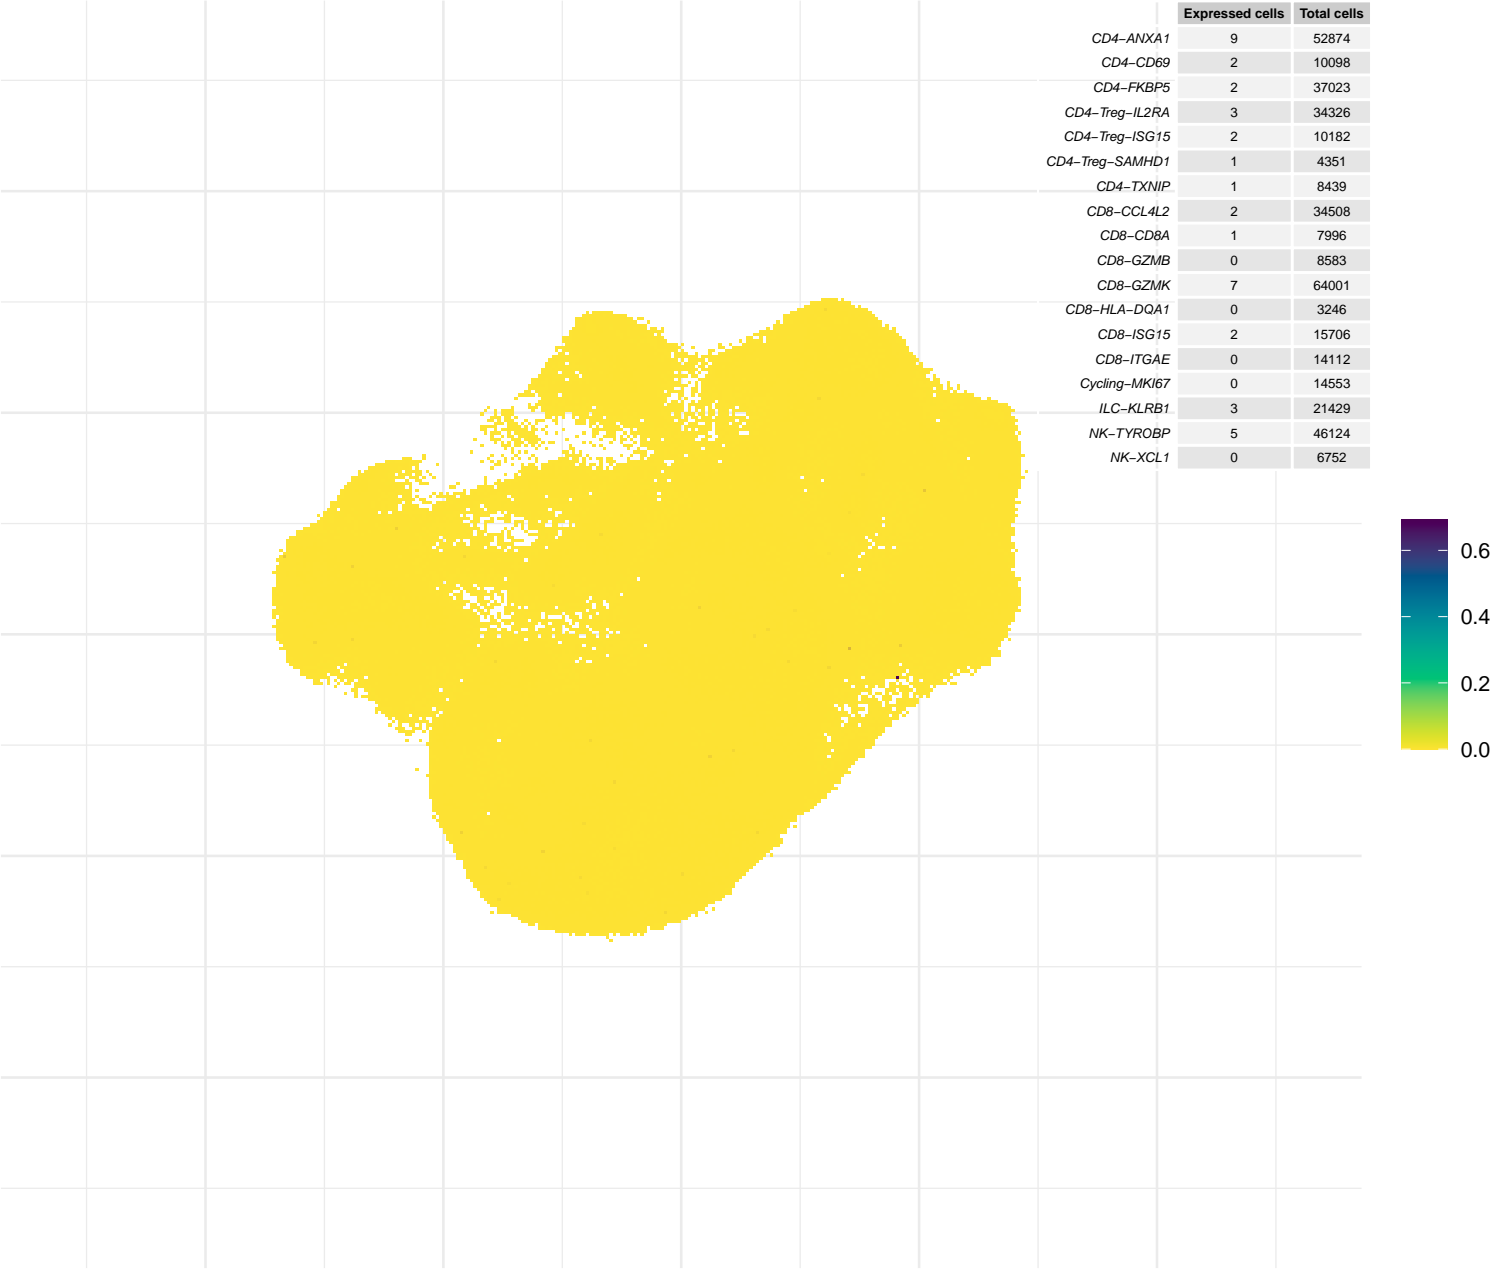 Expressed cells Total cells
CD4−ANXA1 9 52874
CD4−CD69 2 10098
CD4−FKBP5 2 37023
CD4−Treg−IL2RA 3 34326
CD4−Treg−ISG15 2 10182
CD4−Treg−SAMHD1 1 4351
CD4−TXNIP 1 8439
CD8−CCL4L2 2 34508
CD8−CD8A 1 7996
CD8−GZMB 0 8583
CD8−GZMK 7 64001
CD8−HLA−DQA1 0 3246
CD8−ISG15 2 15706
CD8−ITGAE 0 14112
Cycling−MKI67 0 14553
ILC−KLRB1 3 21429
NK−TYROBP 5 46124
NK−XCL1 0 6752
0.6
0.4
0.2
0.0